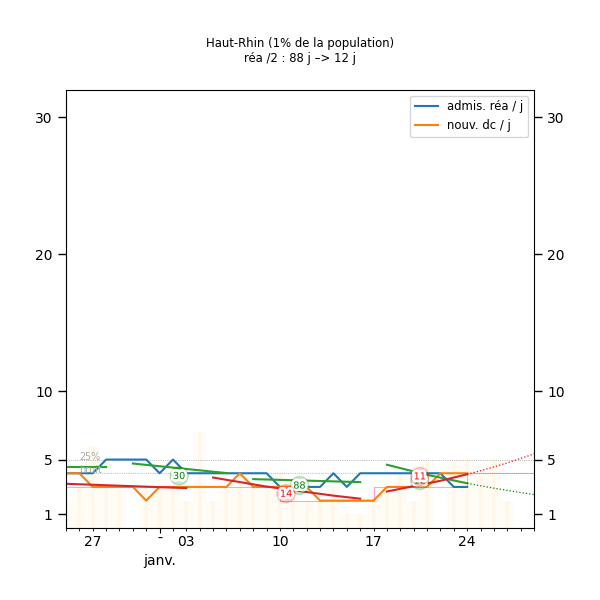 Haut-Rhin (1% de la population)
réa /2 : 88 j –> 12 j
admis. réa / j
nouv. dc / j
30 30
20 20
10 10
5 5
1 1
25%
30
88
14
11
27 - 03 10 17 24
janv.